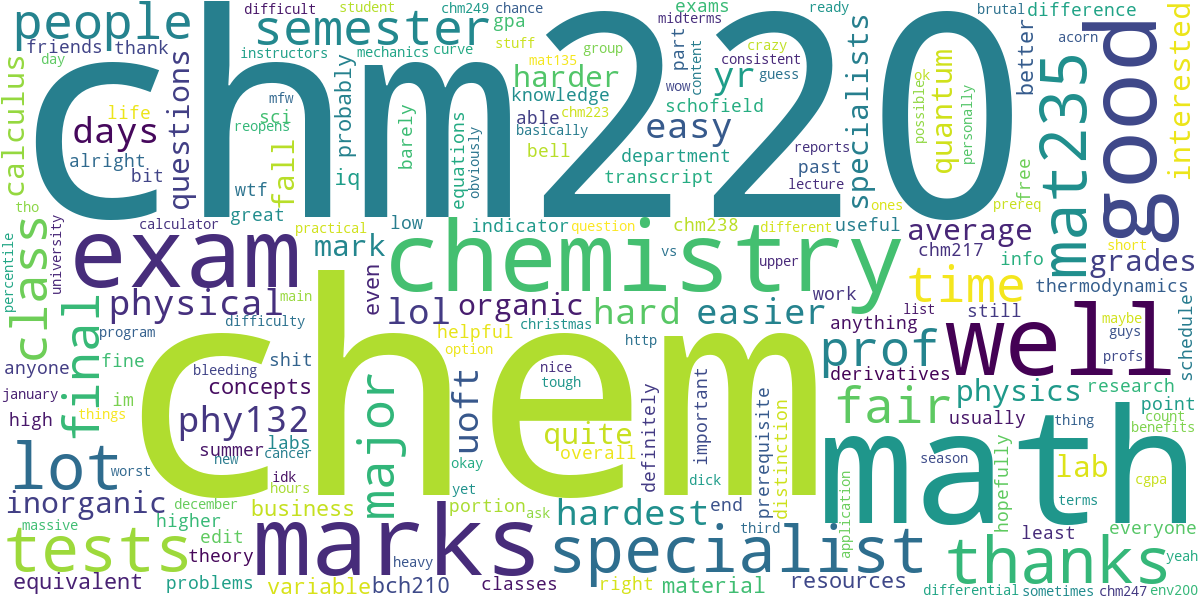 people
difficult
student
chm249
chance
gpa
exams
midterms
ready
brutal
difference
semester
friends
thank
instructors
mechanics
curve
stuff
group
part
crazy
consistent
acorn
day
chm220
good
interested
mat235
better
calculus
questions
life
mfw
sci
reopens
probably
mat135
harder
knowledge
yr
wow
content
guess
schofield
specialists
quantum
possible
ok
personally
days
alright
bit
fall
iq
barely
equations
obviously
able
chm223
basically
bell
easy
department
transcript
past
reports
lecture
free
wtf
great
tho
university
calculator
practical
low
indicator
question
chm238
different
useful
ones
prereq
percentile
class
exam
mark
chemistry
vs
upper
average
chm217
info
short
grades
thermodynamics
final
main
physical
even
lol
organic
hard
easier
work
time
list
still
program
difficulty
helpful
christmas
http
anything
maybe
guys
schedule
anyone
fine
bleeding
shit
chem
option
nice
tough
prof
well
profs
derivatives
january
im
concepts
major
uoft
definitely
important
prerequisite
distinction
fair
physics
research
high
things
phy132
quite
overall
usually
point
count
benefits
lot
worst
summer
labs
cancer
new
idk
hours
okay
yet
dick
math
season
thing
lab
hopefully
cgpa
terms
inorganic
december
business
marks
portion
ask
hardest
end
third
application
tests
massive
higher
edit
theory
specialist
least
everyone
thanks
yeah
equivalent
problems
variable
heavy
bch210
classes
right
material
resources
differential
sometimes
chm247
env200